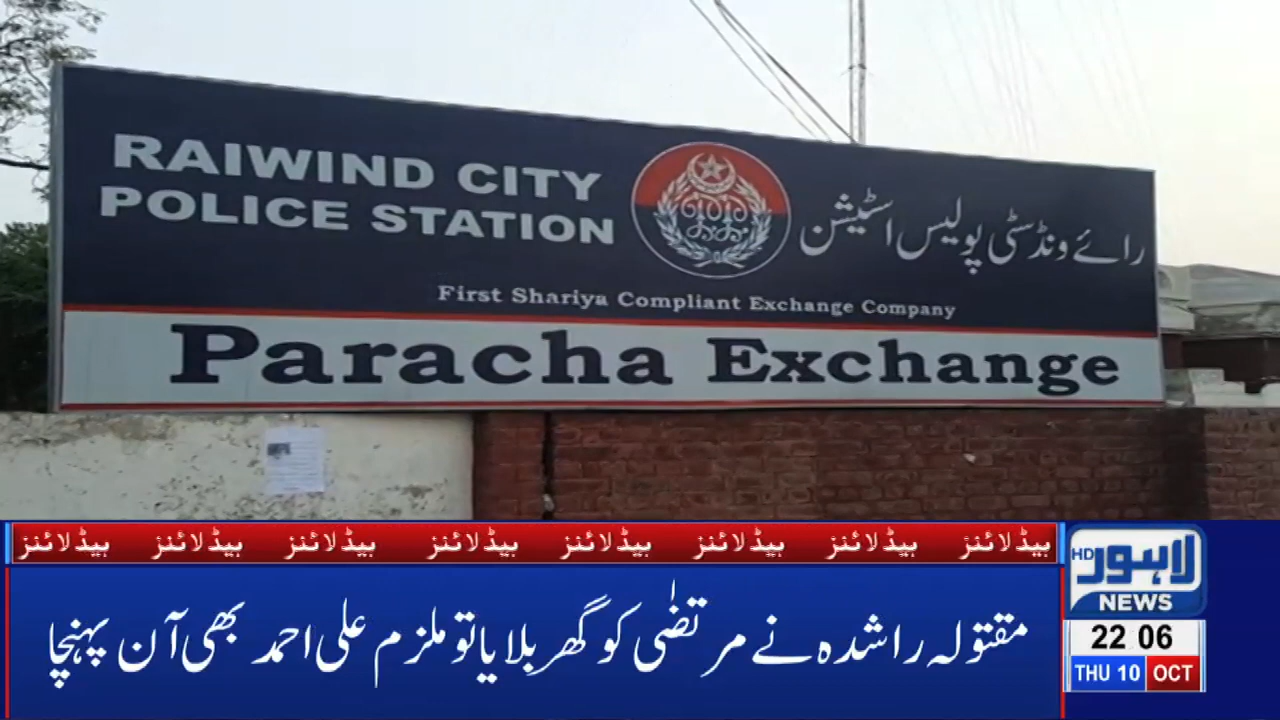 RAIWIND CITY
POLICE STATION
رائے ونڈ سٹی پولیس اسٹیشن
First Shariya Compliant Exchange Company
Paracha Exchange
ہیڈلائنز ہیڈلائنز ہیڈلائنز ہیڈلائنز ہیڈلائنز ہیڈلائنز ہیڈلائنز ہیڈلائنز
مقتولہ راشدہ نے مرتضٰی کو گھر بلایا تو ملزم علی احمد بھی آن پہنچا
لاہور HD
NEWS
22 06
THU 10 OCT